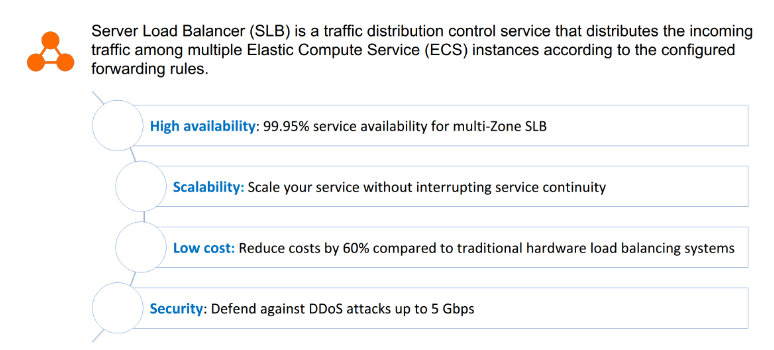 Server Load Balancer (SLB) is a traffic distribution control service that distributes the incoming
traffic among multiple Elastic Compute Service (ECS) instances according to the configured
forwarding rules.
High availability: 99.95% service availability for multi-Zone SLB
Scalability: Scale your service without interrupting service continuity
Low cost: Reduce costs by 60% compared to traditional hardware load balancing systems
Security: Defend against DDoS attacks up to 5 Gbps